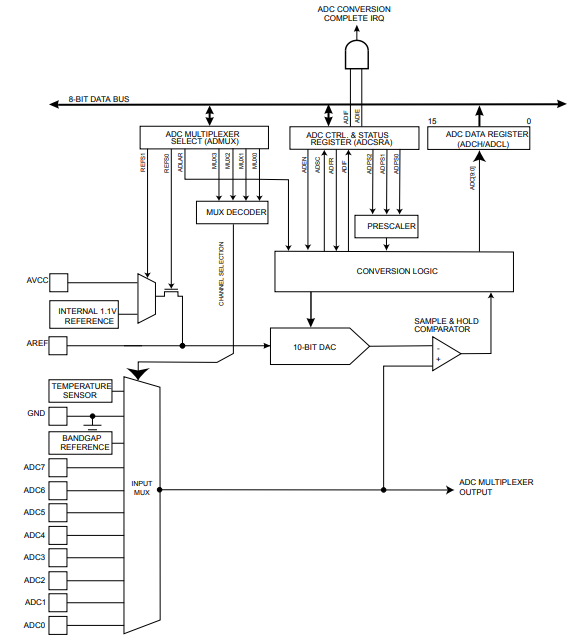 ADC CONVERSION
COMPLETE IRQ
8-BIT DATA BUS
ADIF
ADIE
15
0
ADC MULTIPLEXER
SELECT (ADMUX)
ADC CTRL. & STATUS
REGISTER (ADCSRA)
ADC DATA REGISTER
(ADCH/ADCL)
REFS1
REFS0
ADLAR
MUX3
MUX2
MUX1
MUX0
ADEN
ADSC
ADFR
ADIF
ADPS2
ADPS1
ADPS0
ADC[9:0]
MUX DECODER
PRESCALER
CHANNEL SELECTION
CONVERSION LOGIC
AVCC
INTERNAL 1.1V
REFERENCE
AREF
SAMPLE & HOLD
COMPARATOR
10-BIT DAC
-
+
TEMPERATURE
SENSOR
GND
BANDGAP
REFERENCE
ADC7
ADC6
ADC5
ADC4
ADC3
ADC2
ADC1
ADC0
INPUT
MUX
ADC MULTIPLEXER
OUTPUT